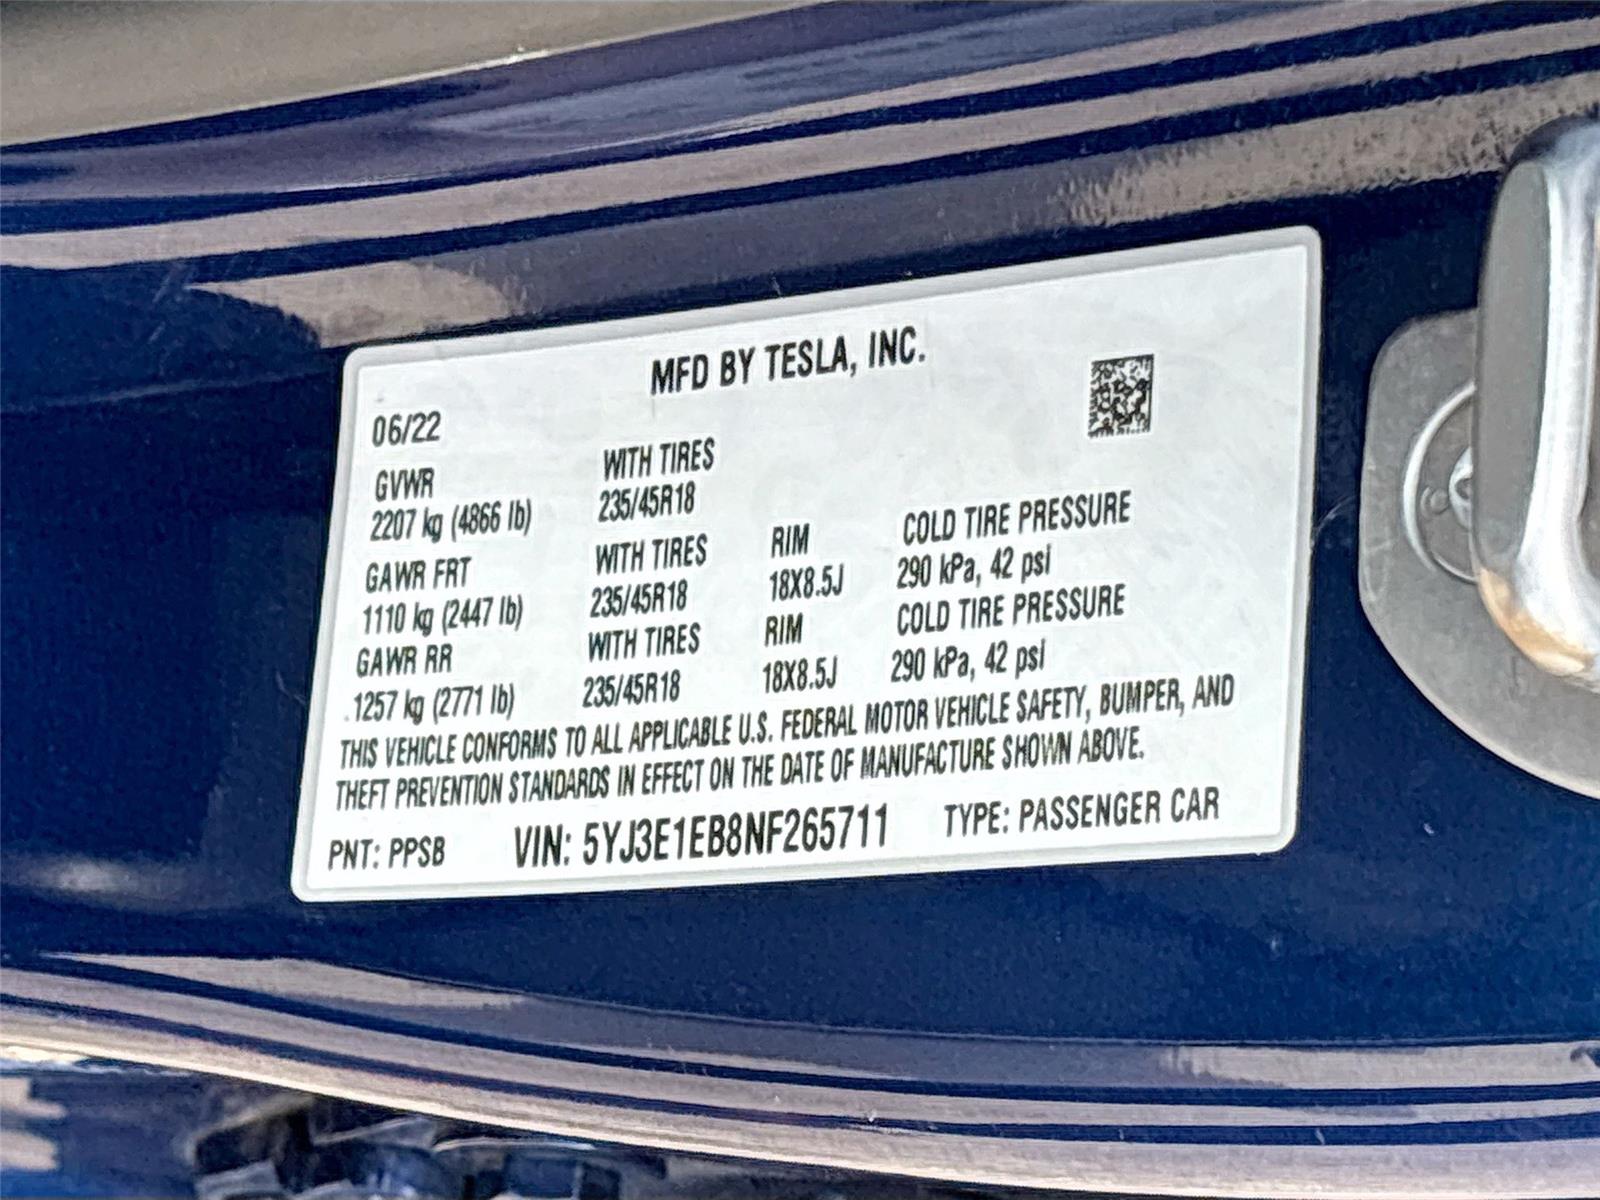 MFD BY TESLA, INC.
06/22
GVWR WITH TIRES
2207 kg (4866 lb) 235/45R18
GAWR FRT WITH TIRES RIM COLD TIRE PRESSURE
1110 kg (2447 lb) 235/45R18 18X8.5J 290 kPa, 42 psi
GAWR RR WITH TIRES RIM COLD TIRE PRESSURE
1257 kg (2771 lb) 235/45R18 18X8.5J 290 kPa, 42 psi
THIS VEHICLE CONFORMS TO ALL APPLICABLE U.S. FEDERAL MOTOR VEHICLE SAFETY, BUMPER, AND
THEFT PREVENTION STANDARDS IN EFFECT ON THE DATE OF MANUFACTURE SHOWN ABOVE.
PNT: PPSB VIN: 5YJ3E1EB8NF265711 TYPE: PASSENGER CAR